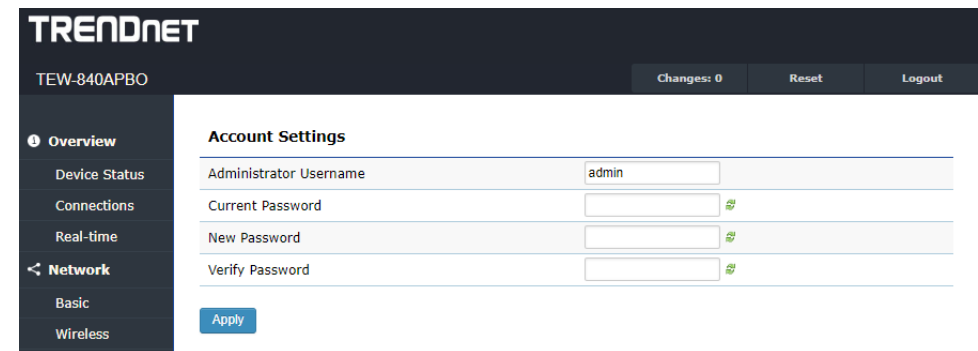 TRENDNET
TEW-840APBO
Changes: 0 Reset Logout
Overview
Device Status
Connections
Real-time
Network
Basic
Wireless
Account Settings
Administrator Username admin
Current Password
New Password
Verify Password
Apply